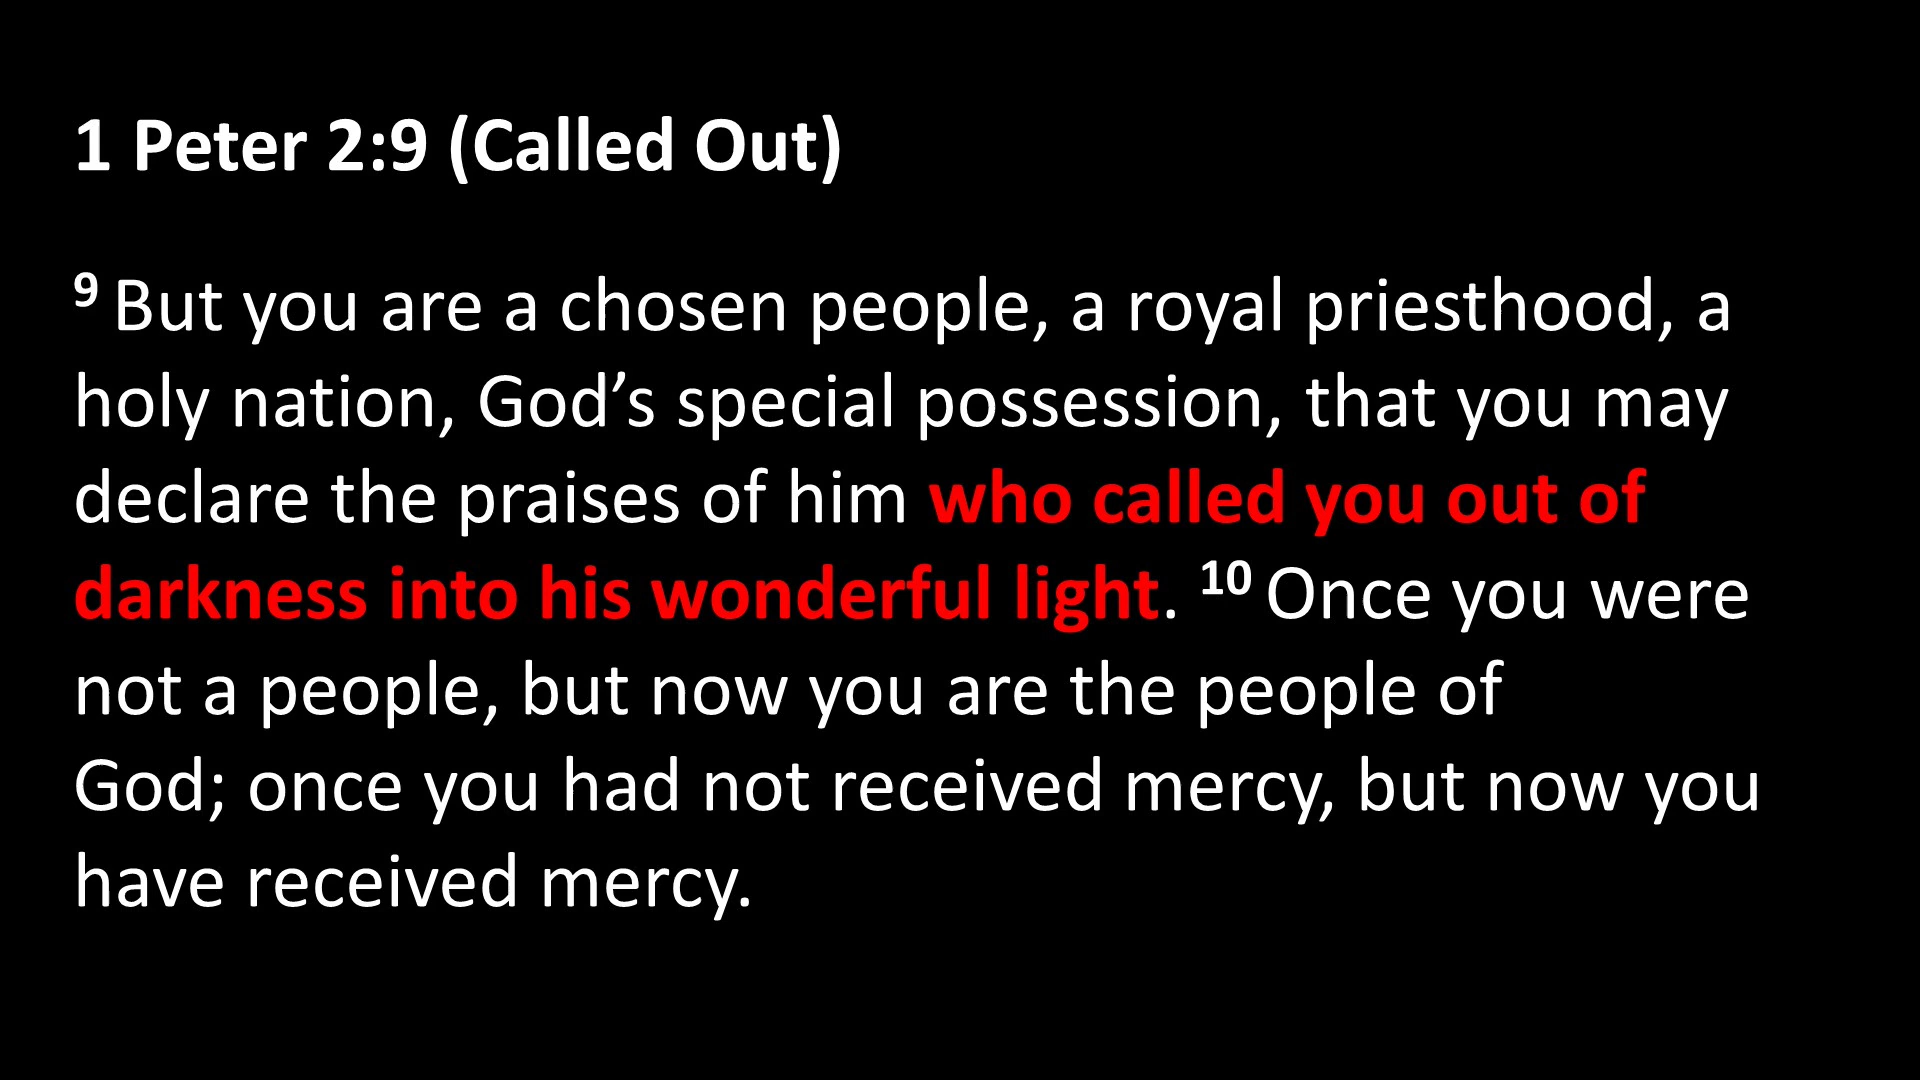 1 Peter 2:9 (Called Out)
9 But you are a chosen people, a royal priesthood, a
holy nation, God’s special possession, that you may
declare the praises of him who called you out of
darkness into his wonderful light. 10 Once you were
not a people, but now you are the people of
God; once you had not received mercy, but now you
have received mercy.